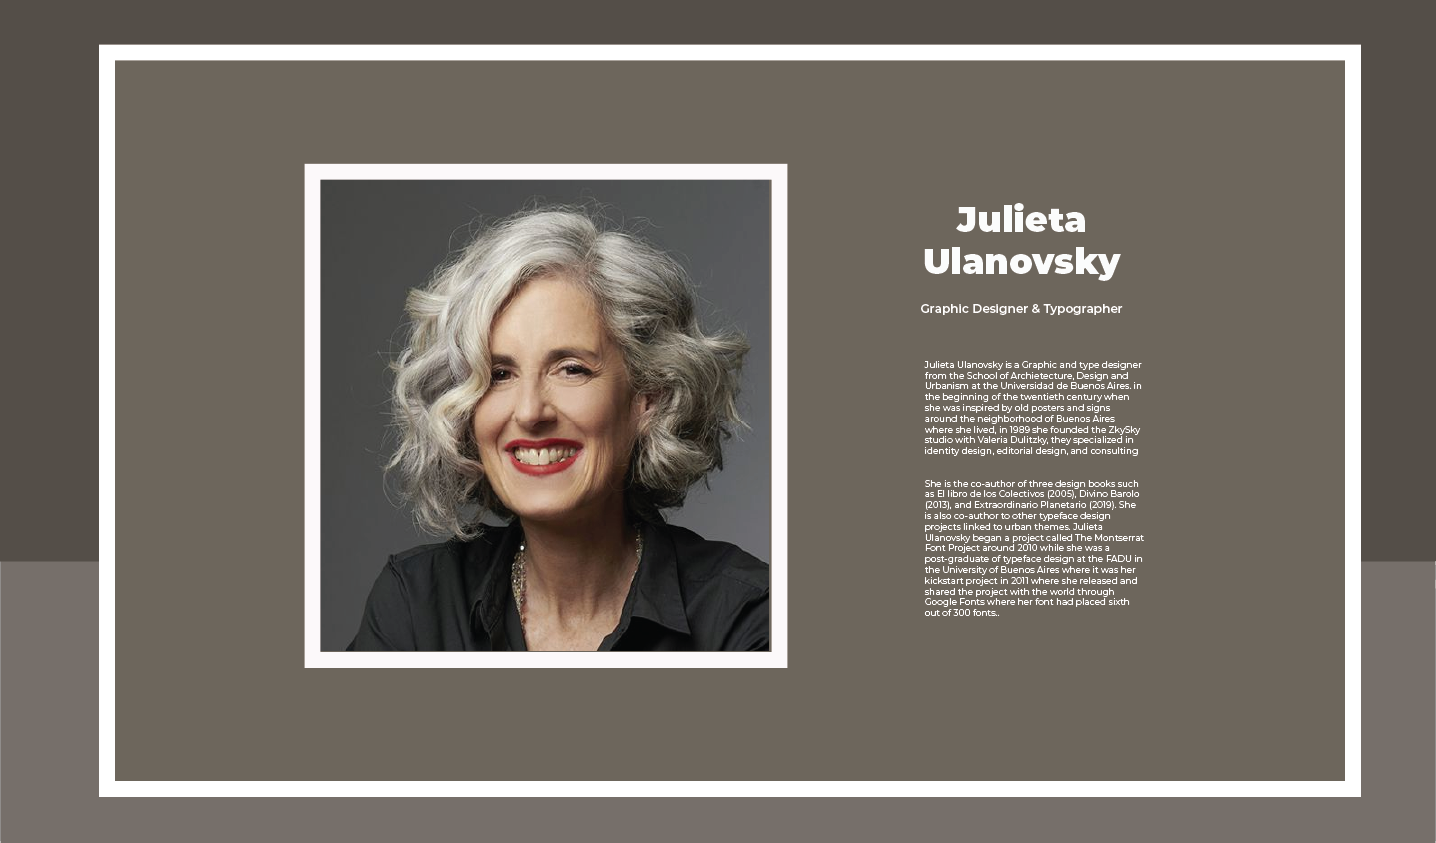 Julieta
Ulanovsky
Graphic Designer & Typographer
Julieta Ulanovsky is a Graphic and type designer
from the School of Archietecture, Design and
Urbanism at the Universidad de Buenos Aires. in
the beginning of the twentieth century when
she was inspired by old posters and signs
around the neighborhood of Buenos Aires
where she lived, in 1989 she founded the ZkySky
studio with Valeria Dulitzky, they specialized in
identity design, editorial design, and consulting
She is the co-author of three design books such
as El libro de los Colectivos (2005), Divino Barolo
(2013), and Extraordinario Planetario (2019). She
is also co-author to other typeface design
projects linked to urban themes. Julieta
Ulanovsky began a project called The Montserrat
Font Project around 2010 while she was a
post-graduate of typeface design at the FADU in
the University of Buenos Aires where it was her
kickstart project in 2011 where she released and
shared the project with the world through
Google Fonts where her font had placed sixth
out of 300 fonts..